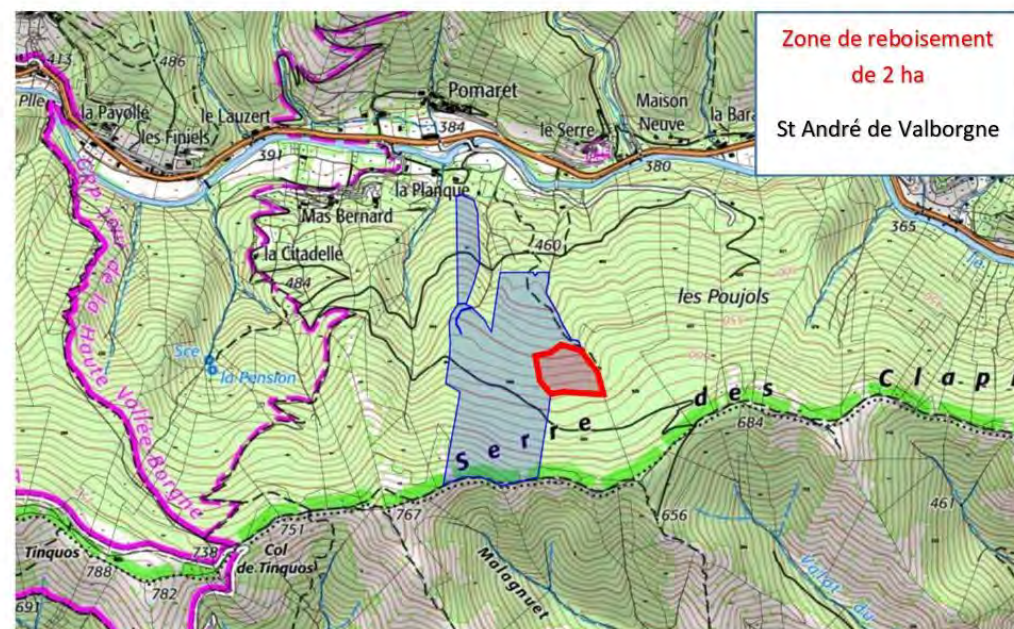 Zone de reboisement
de 2 ha
St André de Valborgne
413
486
Plle
la Payolle
les Finiels
le Lauzert
Pomaret
384
391
le Serre
Maison
Neuve
la Bara
380
la Planque
Mas Bernard
la Citadelle
484
460
365
les Poujols
Sce
la Pension
GRP Tour de la Haute Vallée Borgne
Serre des Clap
684
767
751
656
461
738
Col
de Tinquos
Tinquos
788
782
691
Malagnuet
Valat du